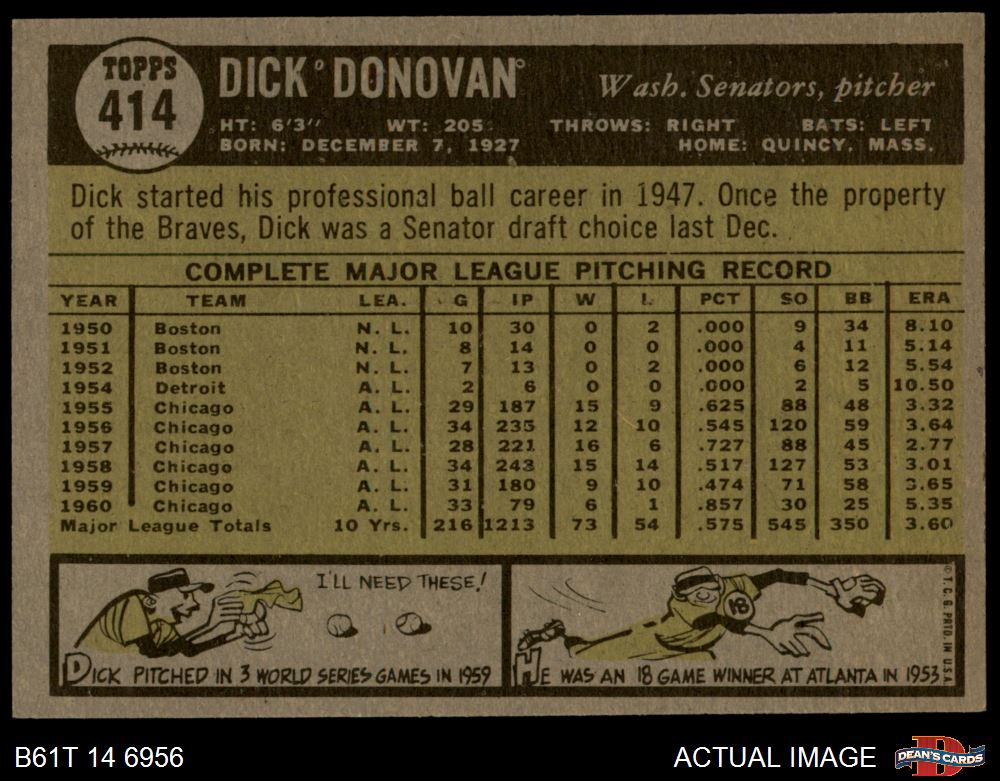 TOPPS
414
DICK DONOVAN
Wash. Senators, pitcher
HT: 6'3" WT: 205 THROWS: RIGHT BATS: LEFT
BORN: DECEMBER 7, 1927 HOME: QUINCY, MASS.
Dick started his professional ball career in 1947. Once the property
of the Braves, Dick was a Senator draft choice last Dec.
COMPLETE MAJOR LEAGUE PITCHING RECORD
YEAR TEAM LEA. G IP W L PCT SO BB ERA
1950 Boston N. L. 10 30 0 2 .000 9 34 8.10
1951 Boston N. L. 8 14 0 0 .000 4 11 5.14
1952 Boston N. L. 7 13 0 2 .000 6 12 5.54
1954 Detroit A. L. 2 6 0 0 .000 2 5 10.50
1955 Chicago A. L. 29 187 15 9 .625 88 48 3.32
1956 Chicago A. L. 34 235 12 10 .545 120 59 3.64
1957 Chicago A. L. 28 221 16 6 .727 88 45 2.77
1958 Chicago A. L. 34 243 15 14 .517 127 53 3.01
1959 Chicago A. L. 31 180 9 10 .474 71 58 3.65
1960 Chicago A. L. 33 79 6 1 .857 30 25 5.35
Major League Totals 10 Yrs. 216 1213 73 54 .575 545 350 3.60
I'LL NEED THESE!
DICK PITCHED IN 3 WORLD SERIES GAMES IN 1959
18
HE WAS AN 18 GAME WINNER AT ATLANTA IN 1953
© T. C. G. PRTD. IN U.S.A.
B61T 14 6956
ACTUAL IMAGE
D
DEAN'S CARDS